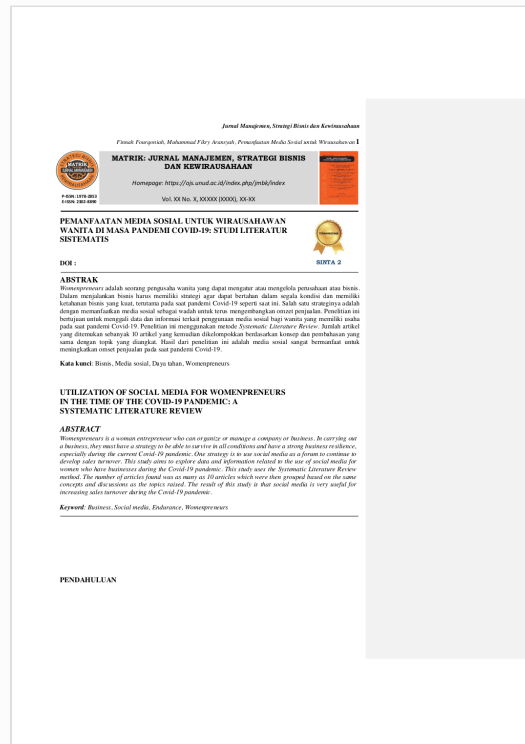 Jurnal Manajemen, Strategi Bisnis dan Kewirausahaan
Finnah Fourqoniah, Muhammad Fikry Aransyah, Pemanfaatan Media Sosial untuk Wirausahawan 1
MATRIK: JURNAL MANAJEMEN, STRATEGI BISNIS
DAN KEWIRAUSAHAAN
Homepage: https://ojs.unud.ac.id/index.php/jmbk/index
Vol. XX No. X, XXXXX (XXXX), XX-XX
MATRIK
P-ISSN: 1978-2853
E-ISSN: 2302-8890
PEMANFAATAN MEDIA SOSIAL UNTUK WIRAUSAHAWAN
WANITA DI MASA PANDEMI COVID-19: STUDI LITERATUR
SISTEMATIS
SINTA 2
DOI :
ABSTRAK
Womenpreneurs adalah seorang pengusaha wanita yang dapat mengatur atau mengelola perusahaan atau bisnis.
Dalam menjalankan bisnis harus memiliki strategi agar dapat bertahan dalam segala kondisi dan memiliki
ketahanan bisnis yang kuat, terutama pada saat pendemi Covid-19 seperti saat ini. Salah satu strateginya adalah
dengan memanfaatkan media sosial sebagai wadah untuk terus mengembangkan omzet penjualan. Penelitian ini
bertujuan untuk menggali data dan informasi terkait penggunaan media sosial bagi wanita yang memiliki usaha
pada saat pandemi Covid-19. Penelitian ini menggunakan metode Systematic Literature Review. Jumlah artikel
yang ditemukan sebanyak 10 artikel yang kemudian dikelompokkan berdasarkan konsep dan pembahasan yang
sama dengan topik yang diangkat. Hasil dari penelitian ini adalah media sosial sangat bermanfaat untuk
meningkatkan omset penjualan pada saat pandemi Covid-19.
Kata kunci: Bisnis, Media sosial, Daya tahan, Womenpreneurs
UTILIZATION OF SOCIAL MEDIA FOR WOMENPRENEURS
IN THE TIME OF THE COVID-19 PANDEMIC: A
SYSTEMATIC LITERATURE REVIEW
ABSTRACT
Womenpreneurs is a woman entrepreneur who can organize or manage a company or business. In carrying out
a business, they must have a strategy to be able to survive in all conditions and have a strong business resilience,
especially during the current Covid-19 pandemic. One strategy is to use social media as a forum to continue to
develop sales turnover. This study aims to explore data and information related to the use of social media for
women who have businesses during the Covid-19 pandemic. This study uses the Systematic Literature Review
method. The number of articles found was as many as 10 articles which were then grouped based on the same
concepts and discussions as the topics raised. The result of this study is that social media is very useful for
increasing sales turnover during the Covid-19 pandemic.
Keyword: Business, Social media, Endurance, Womenpreneurs
PENDAHULUAN